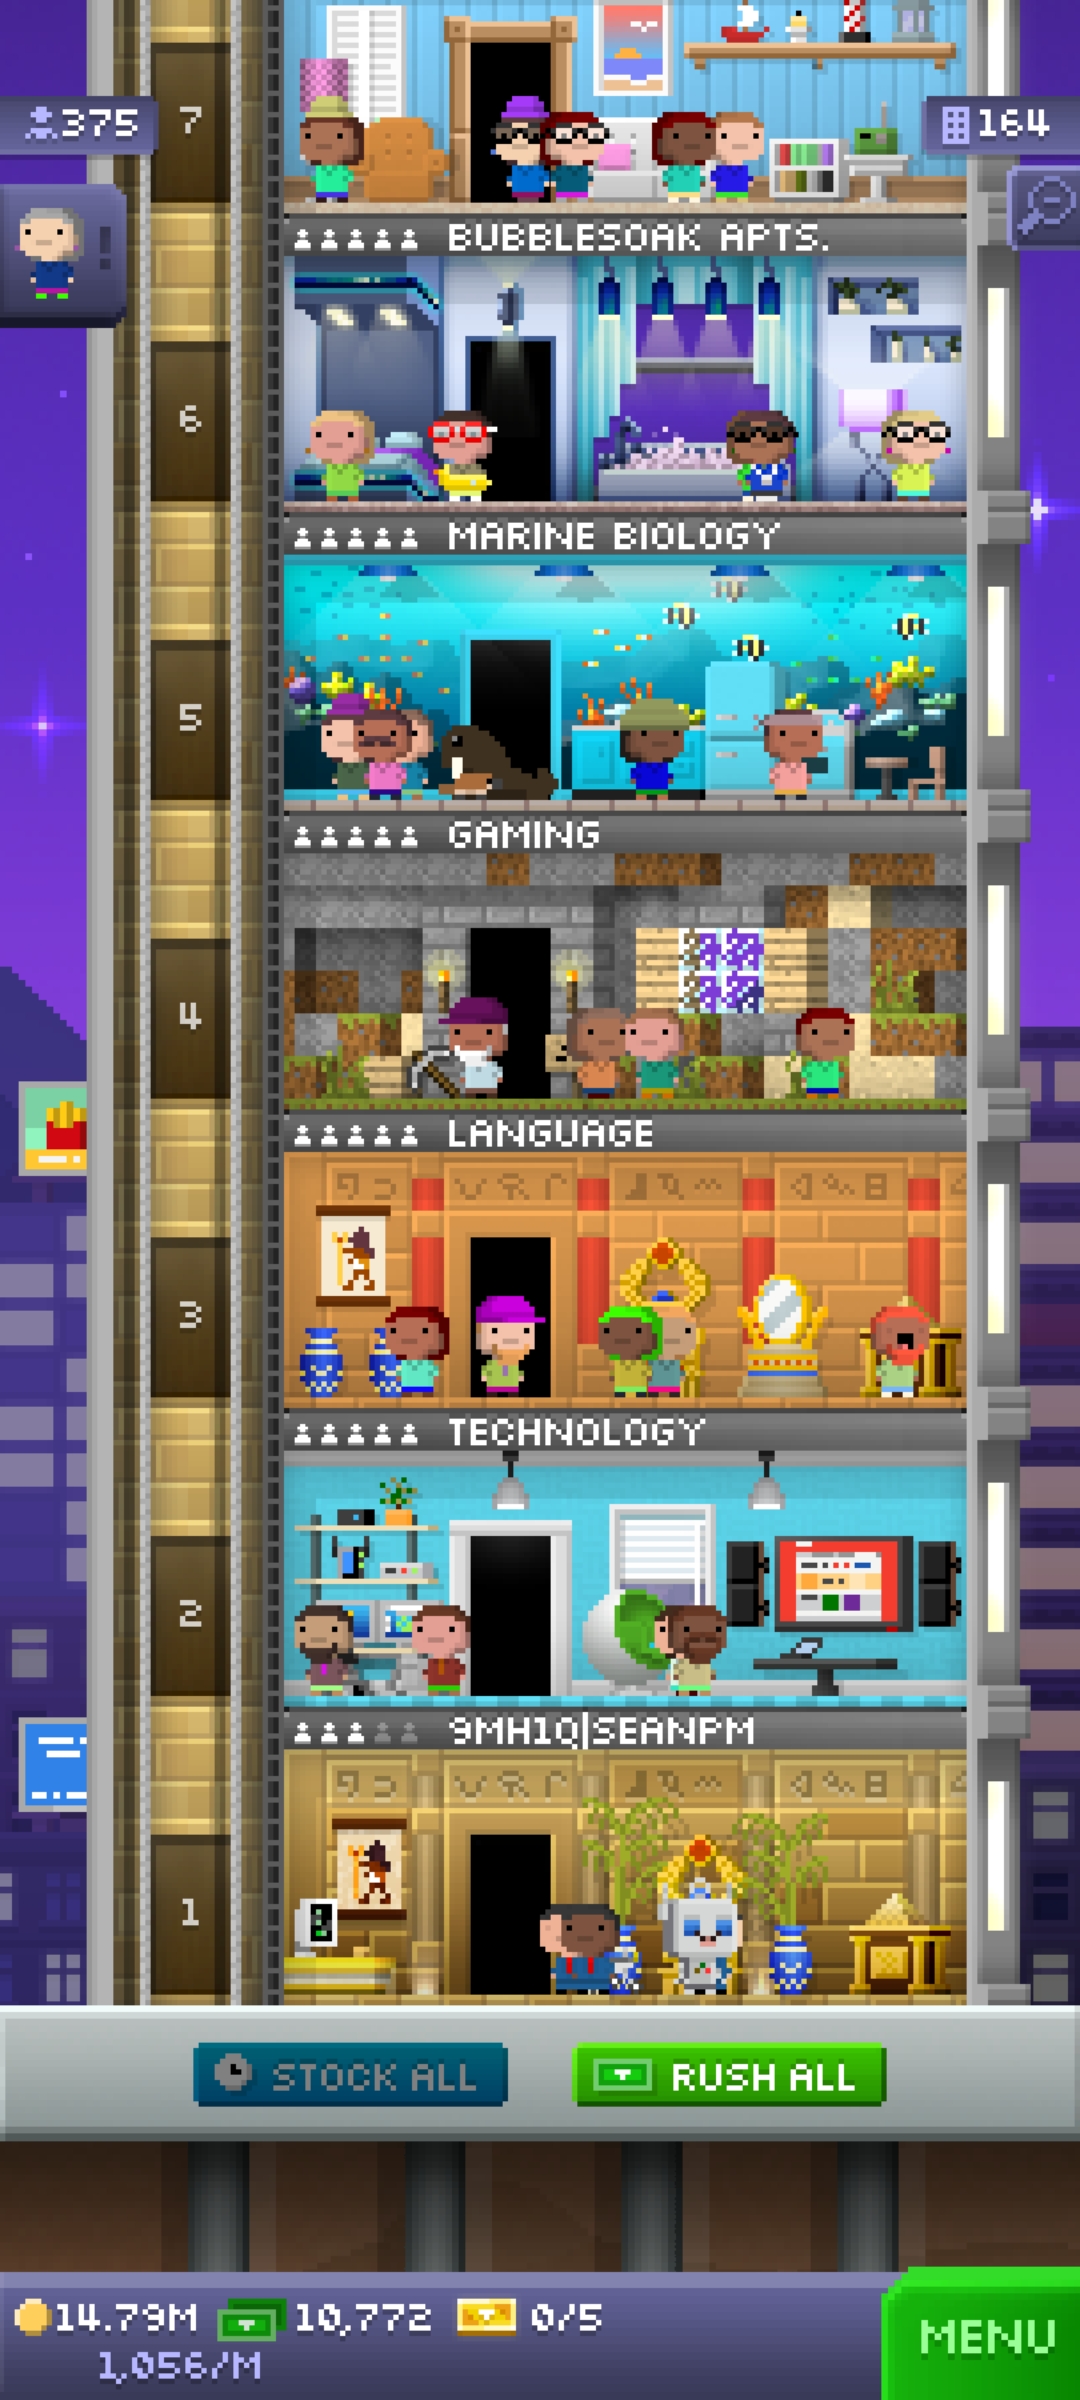 375
7
164
BUBBLESOAK APTS.
6
MARINE BIOLOGY
5
GAMING
4
LANGUAGE
3
TECHNOLOGY
2
9MH1Q|SEANPM
1
STOCK ALL
RUSH ALL
14.79M
10,772
0/5
1,056/M
MENU